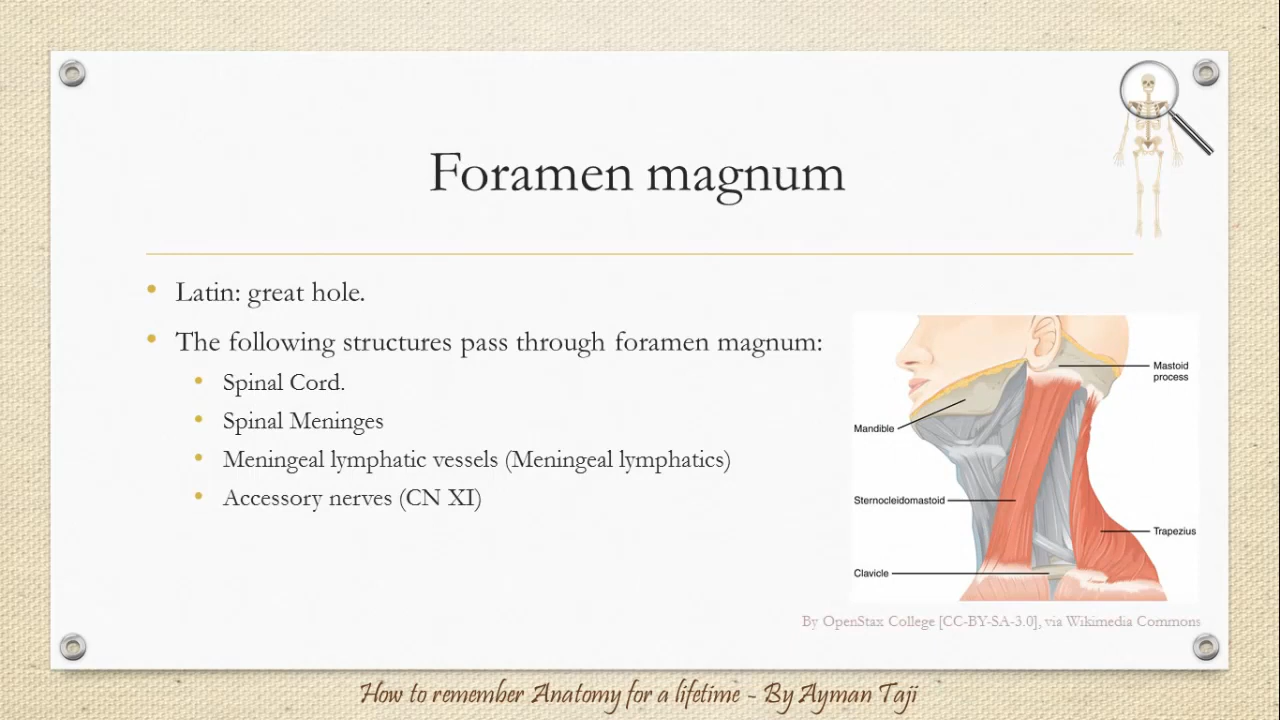 Foramen magnum
Latin: great hole.
The following structures pass through foramen magnum:
Spinal Cord.
Spinal Meninges
Meningeal lymphatic vessels (Meningeal lymphatics)
Accessory nerves (CN XI)
Mastoid
process
Mandible
Sternocleidomastoid
Trapezius
Clavicle
By OpenStax College [CC-BY-SA-3.0], via Wikimedia Commons
How to remember Anatomy for a lifetime - By Ayman Taji